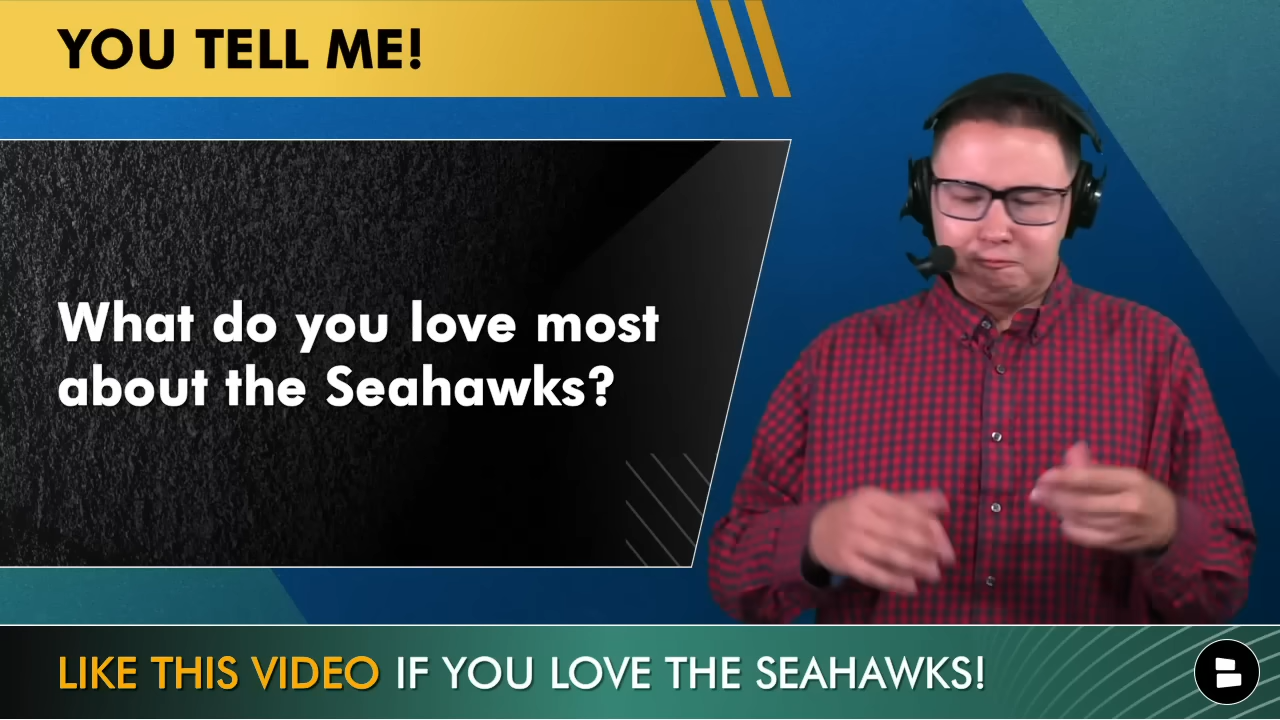 YOU TELL ME!
What do you love most
about the Seahawks?
LIKE THIS VIDEO IF YOU LOVE THE SEAHAWKS!